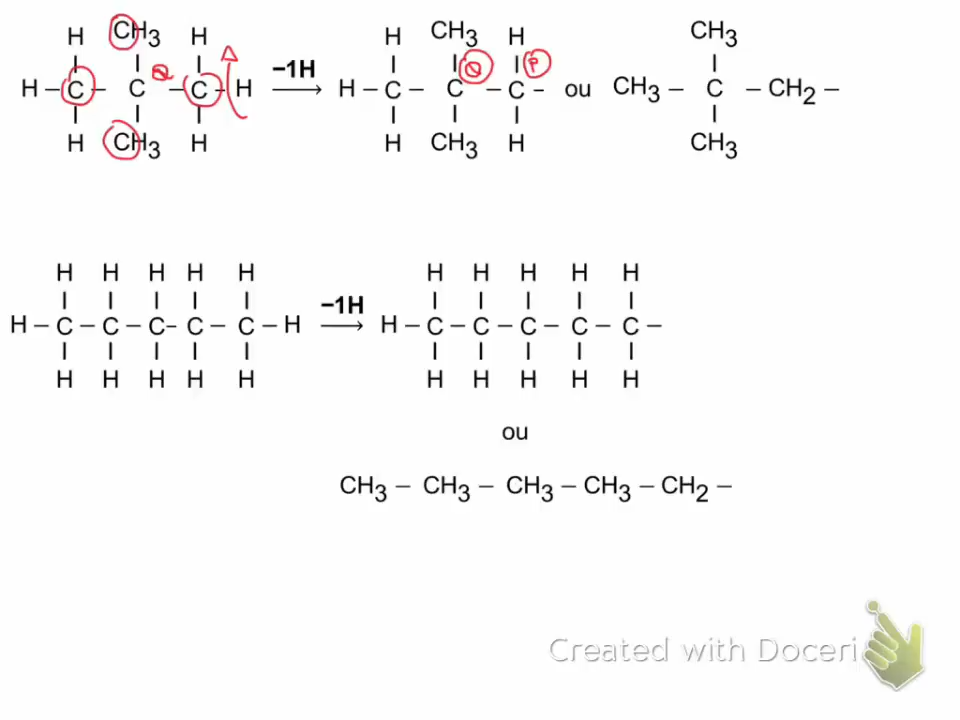 H CH3 H H CH3 H CH3
H – C – C – C – H −1H H – C – C – C – ou CH3 – C – CH2 –
Q Q P
H CH3 H H CH3 H CH3
H H H H H H H H H H
H – C – C – C – C – C – H −1H H – C – C – C – C – C –
H H H H H H H H H H
ou
CH3 – CH3 – CH3 – CH3 – CH2 –
Created with Doceri